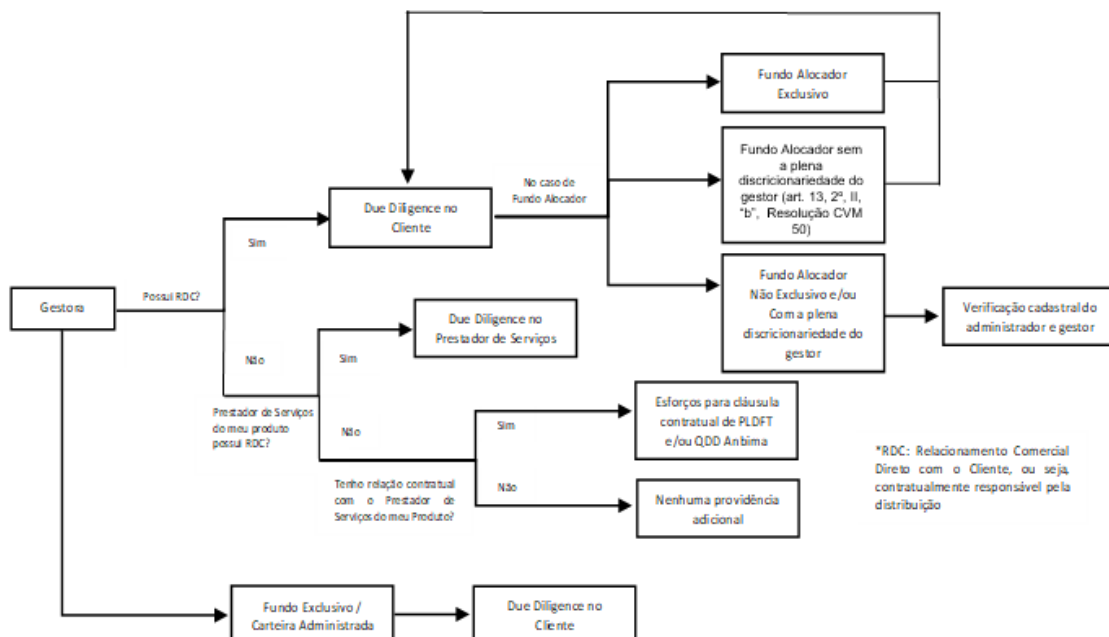 Fundo Alocador
Exclusivo
Fundo Alocador sem
a plena
discricionariedade do
gestor (art. 13, 2º, II,
"b", Resolução CVM
50)
No caso de
Fundo Alocador
Due Diligence no
Cliente
Sim
Fundo Alocador
Não Exclusivo e/ou
Com a plena
discricionariedade do
gestor
Verificação cadastral do
administrador e gestor
Gestora
Possui RDC?
Due Diligence no
Prestador de Serviços
Não
Sim
Prestador de Serviços
do meu produto
possui RDC?
Não
Sim
Esforços para cláusula
contratual de PLDFT
e/ou QDD Anbima
*RDC: Relacionamento Comercial
Direto com o Cliente, ou seja,
contratualmente responsável pela
distribuição
Tenho relação contratual
com o Prestador de
Serviços do meu Produto?
Não
Nenhuma providência
adicional
Fundo Exclusivo /
Carteira Administrada
Due Diligence no
Cliente